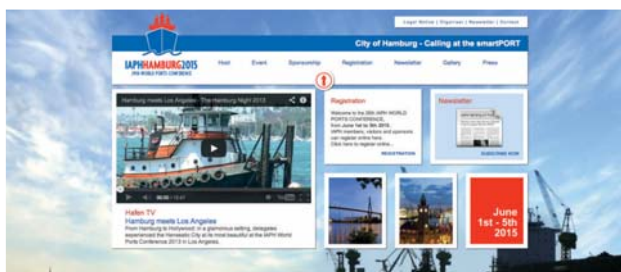 Legal Notice | Organiser | Newsletter | Contact
City of Hamburg - Calling at the smartPORT
IAPHHAMBURG2015
29th WORLD PORTS CONFERENCE
Host Event Sponsorship Registration Newsletter Gallery Press
Hamburg meets Los Angeles - The Hamburg Night 2013
Registration
Welcome to the 29th IAPH WORLD
PORTS CONFERENCE,
from June 1st to 5th 2015.
IAPH members, visitors and sponsors
can register online here.
Click here to register online...
REGISTRATION
Newsletter
SUBSCRIBE NOW
Hafen TV
Hamburg meets Los Angeles
From Hamburg to Hollywood: in a glamorous setting, delegates
experienced the Hanseatic City at its most beautiful at the IAPH World
Ports Conference 2013 in Los Angeles.
June
1st - 5th
2015